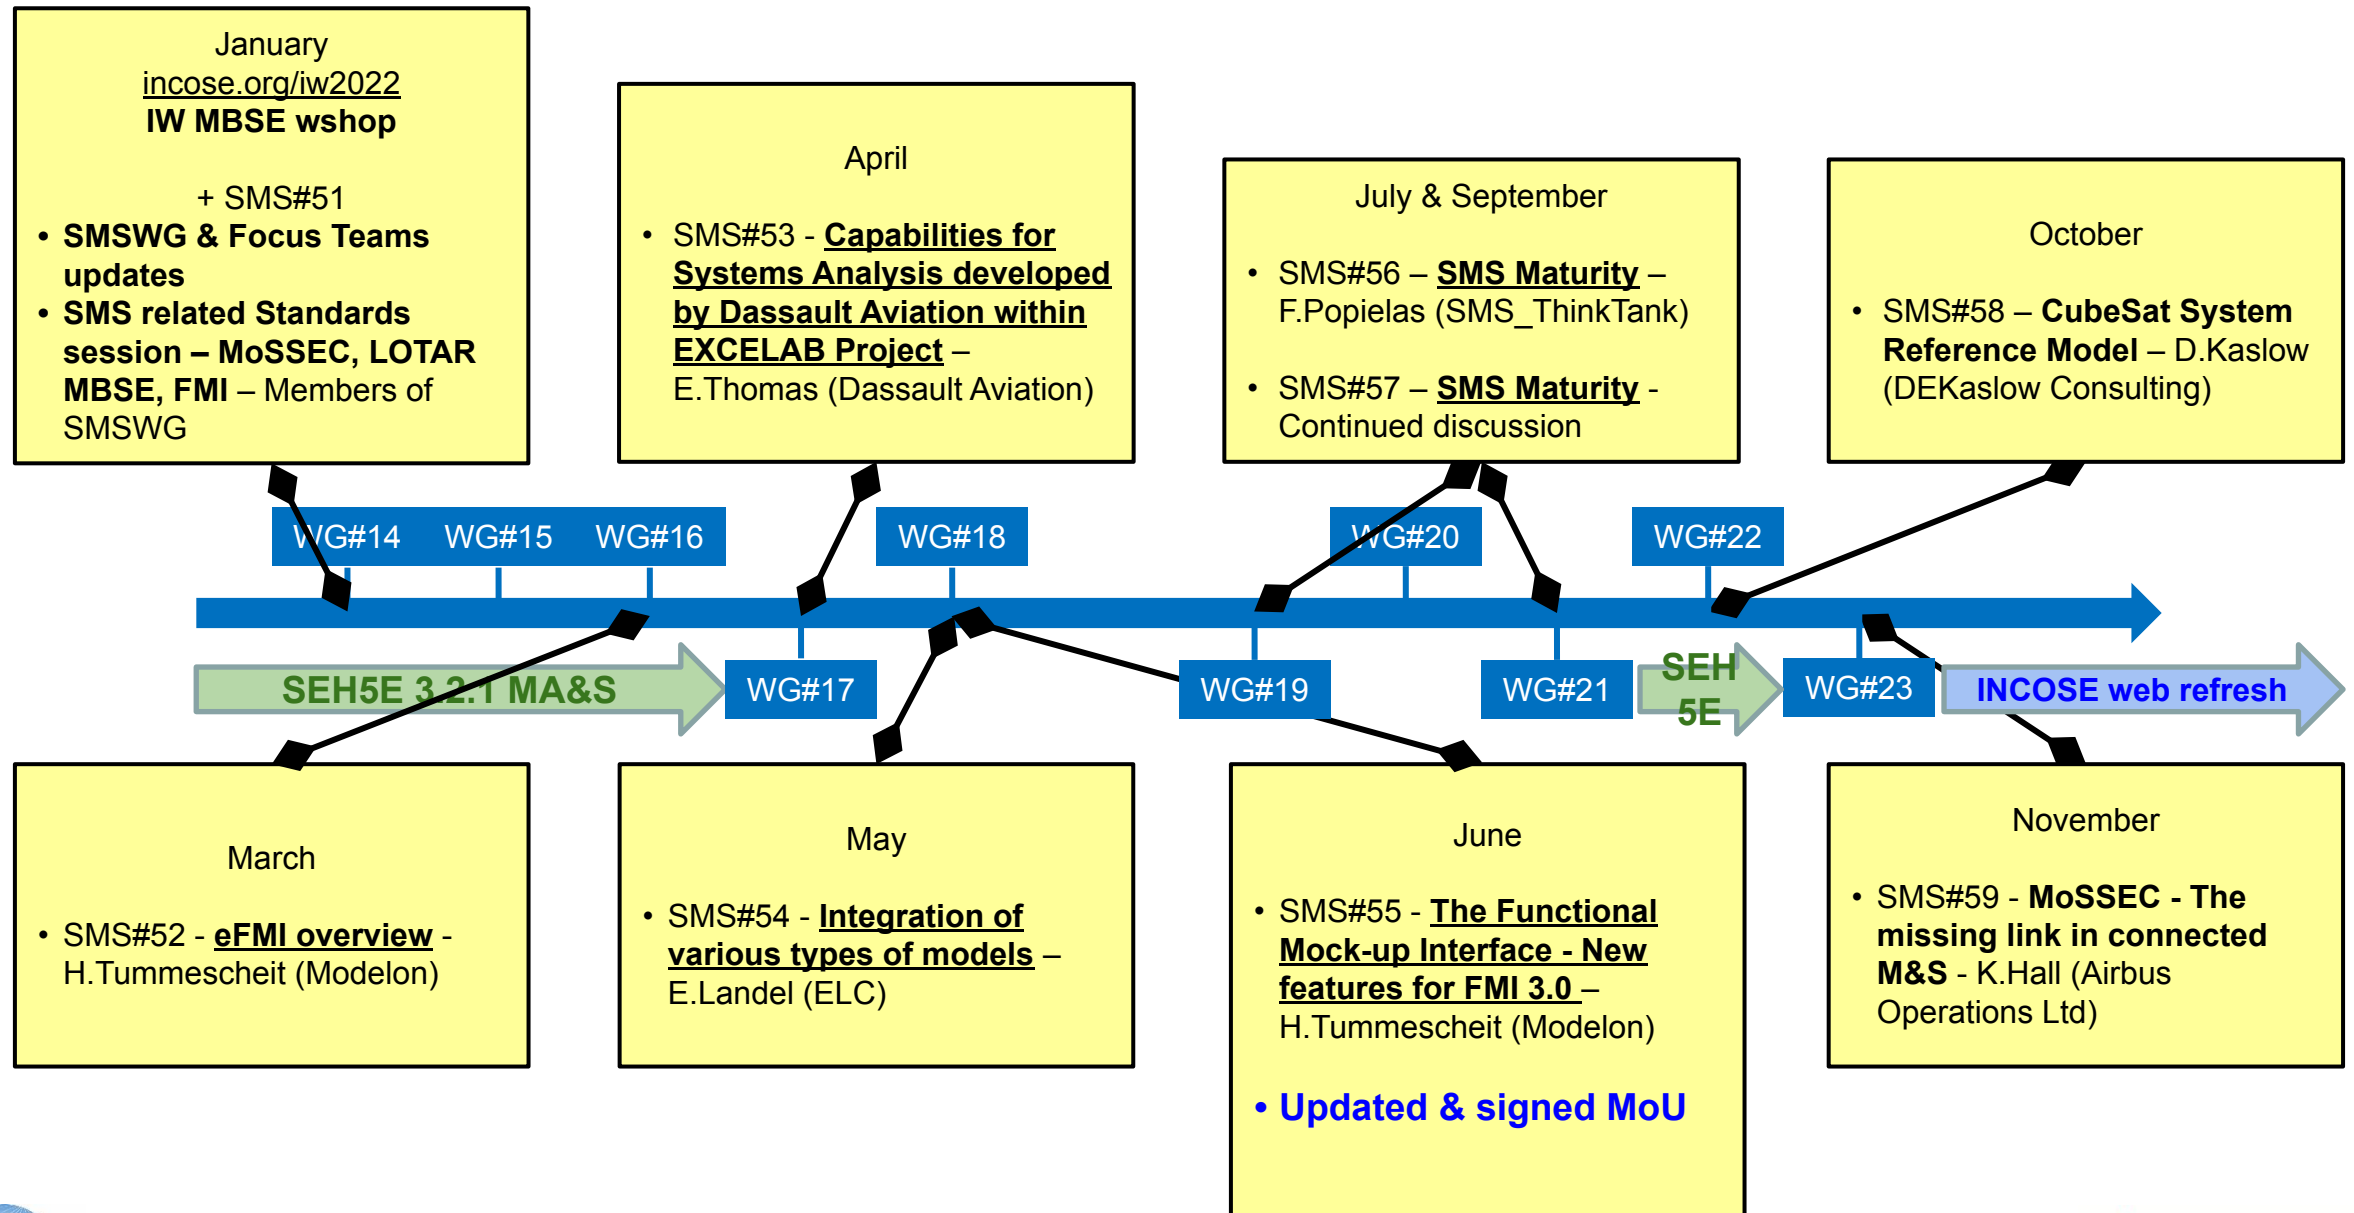 January
incose.org/iw2022
IW MBSE wshop
+ SMS#51
• SMSWG & Focus Teams
updates
• SMS related Standards
session – MoSSEC, LOTAR
MBSE, FMI – Members of
SMSWG
April
• SMS#53 - Capabilities for
Systems Analysis developed
by Dassault Aviation within
EXCELAB Project –
E.Thomas (Dassault Aviation)
July & September
• SMS#56 – SMS Maturity –
F.Popielas (SMS_ThinkTank)
• SMS#57 – SMS Maturity -
Continued discussion
October
• SMS#58 – CubeSat System
Reference Model – D.Kaslow
(DEKaslow Consulting)
WG#14
WG#15
WG#16
WG#18
WG#20
WG#22
SEH5E 3.2.1 MA&S
WG#17
WG#19
WG#21
SEH
5E
WG#23
INCOSE web refresh
March
• SMS#52 - eFMI overview -
H.Tummescheit (Modelon)
May
• SMS#54 - Integration of
various types of models –
E.Landel (ELC)
June
• SMS#55 - The Functional
Mock-up Interface - New
features for FMI 3.0 –
H.Tummescheit (Modelon)
• Updated & signed MoU
November
• SMS#59 - MoSSEC - The
missing link in connected
M&S - K.Hall (Airbus
Operations Ltd)